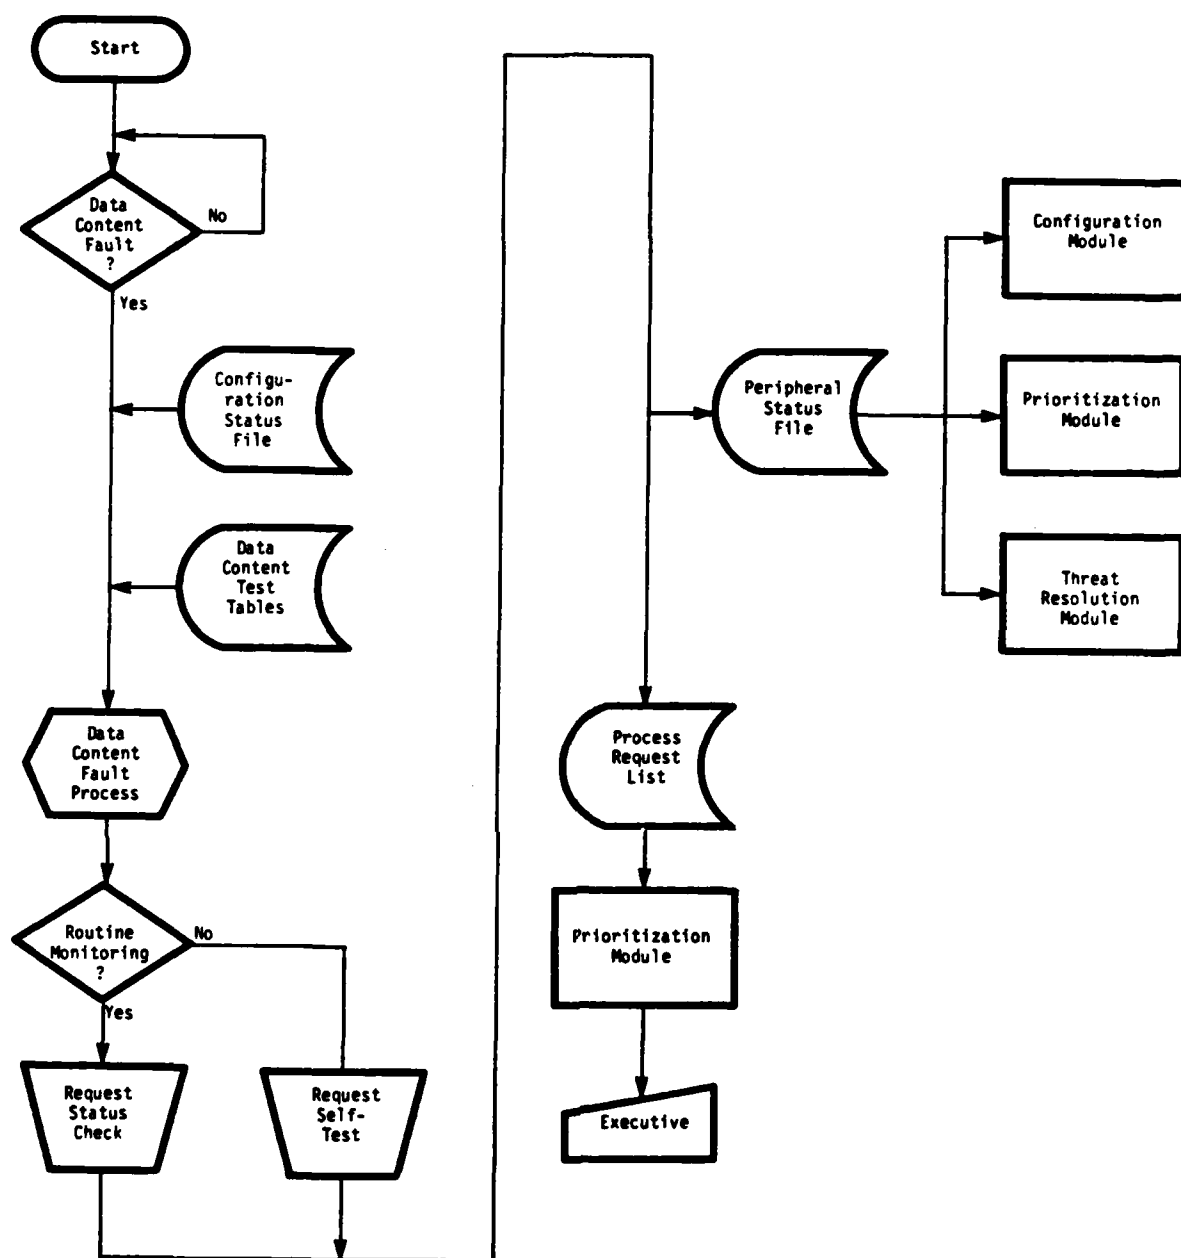 Start
Data
Content
Fault
?
No
Yes
Configu-
ration
Status
File
Data
Content
Test
Tables
Data
Content
Fault
Process
Routine
Monitoring
?
No
Yes
Request
Status
Check
Request
Self-
Test
Peripheral
Status
File
Configuration
Module
Prioritization
Module
Threat
Resolution
Module
Process
Request
List
Prioritization
Module
Executive